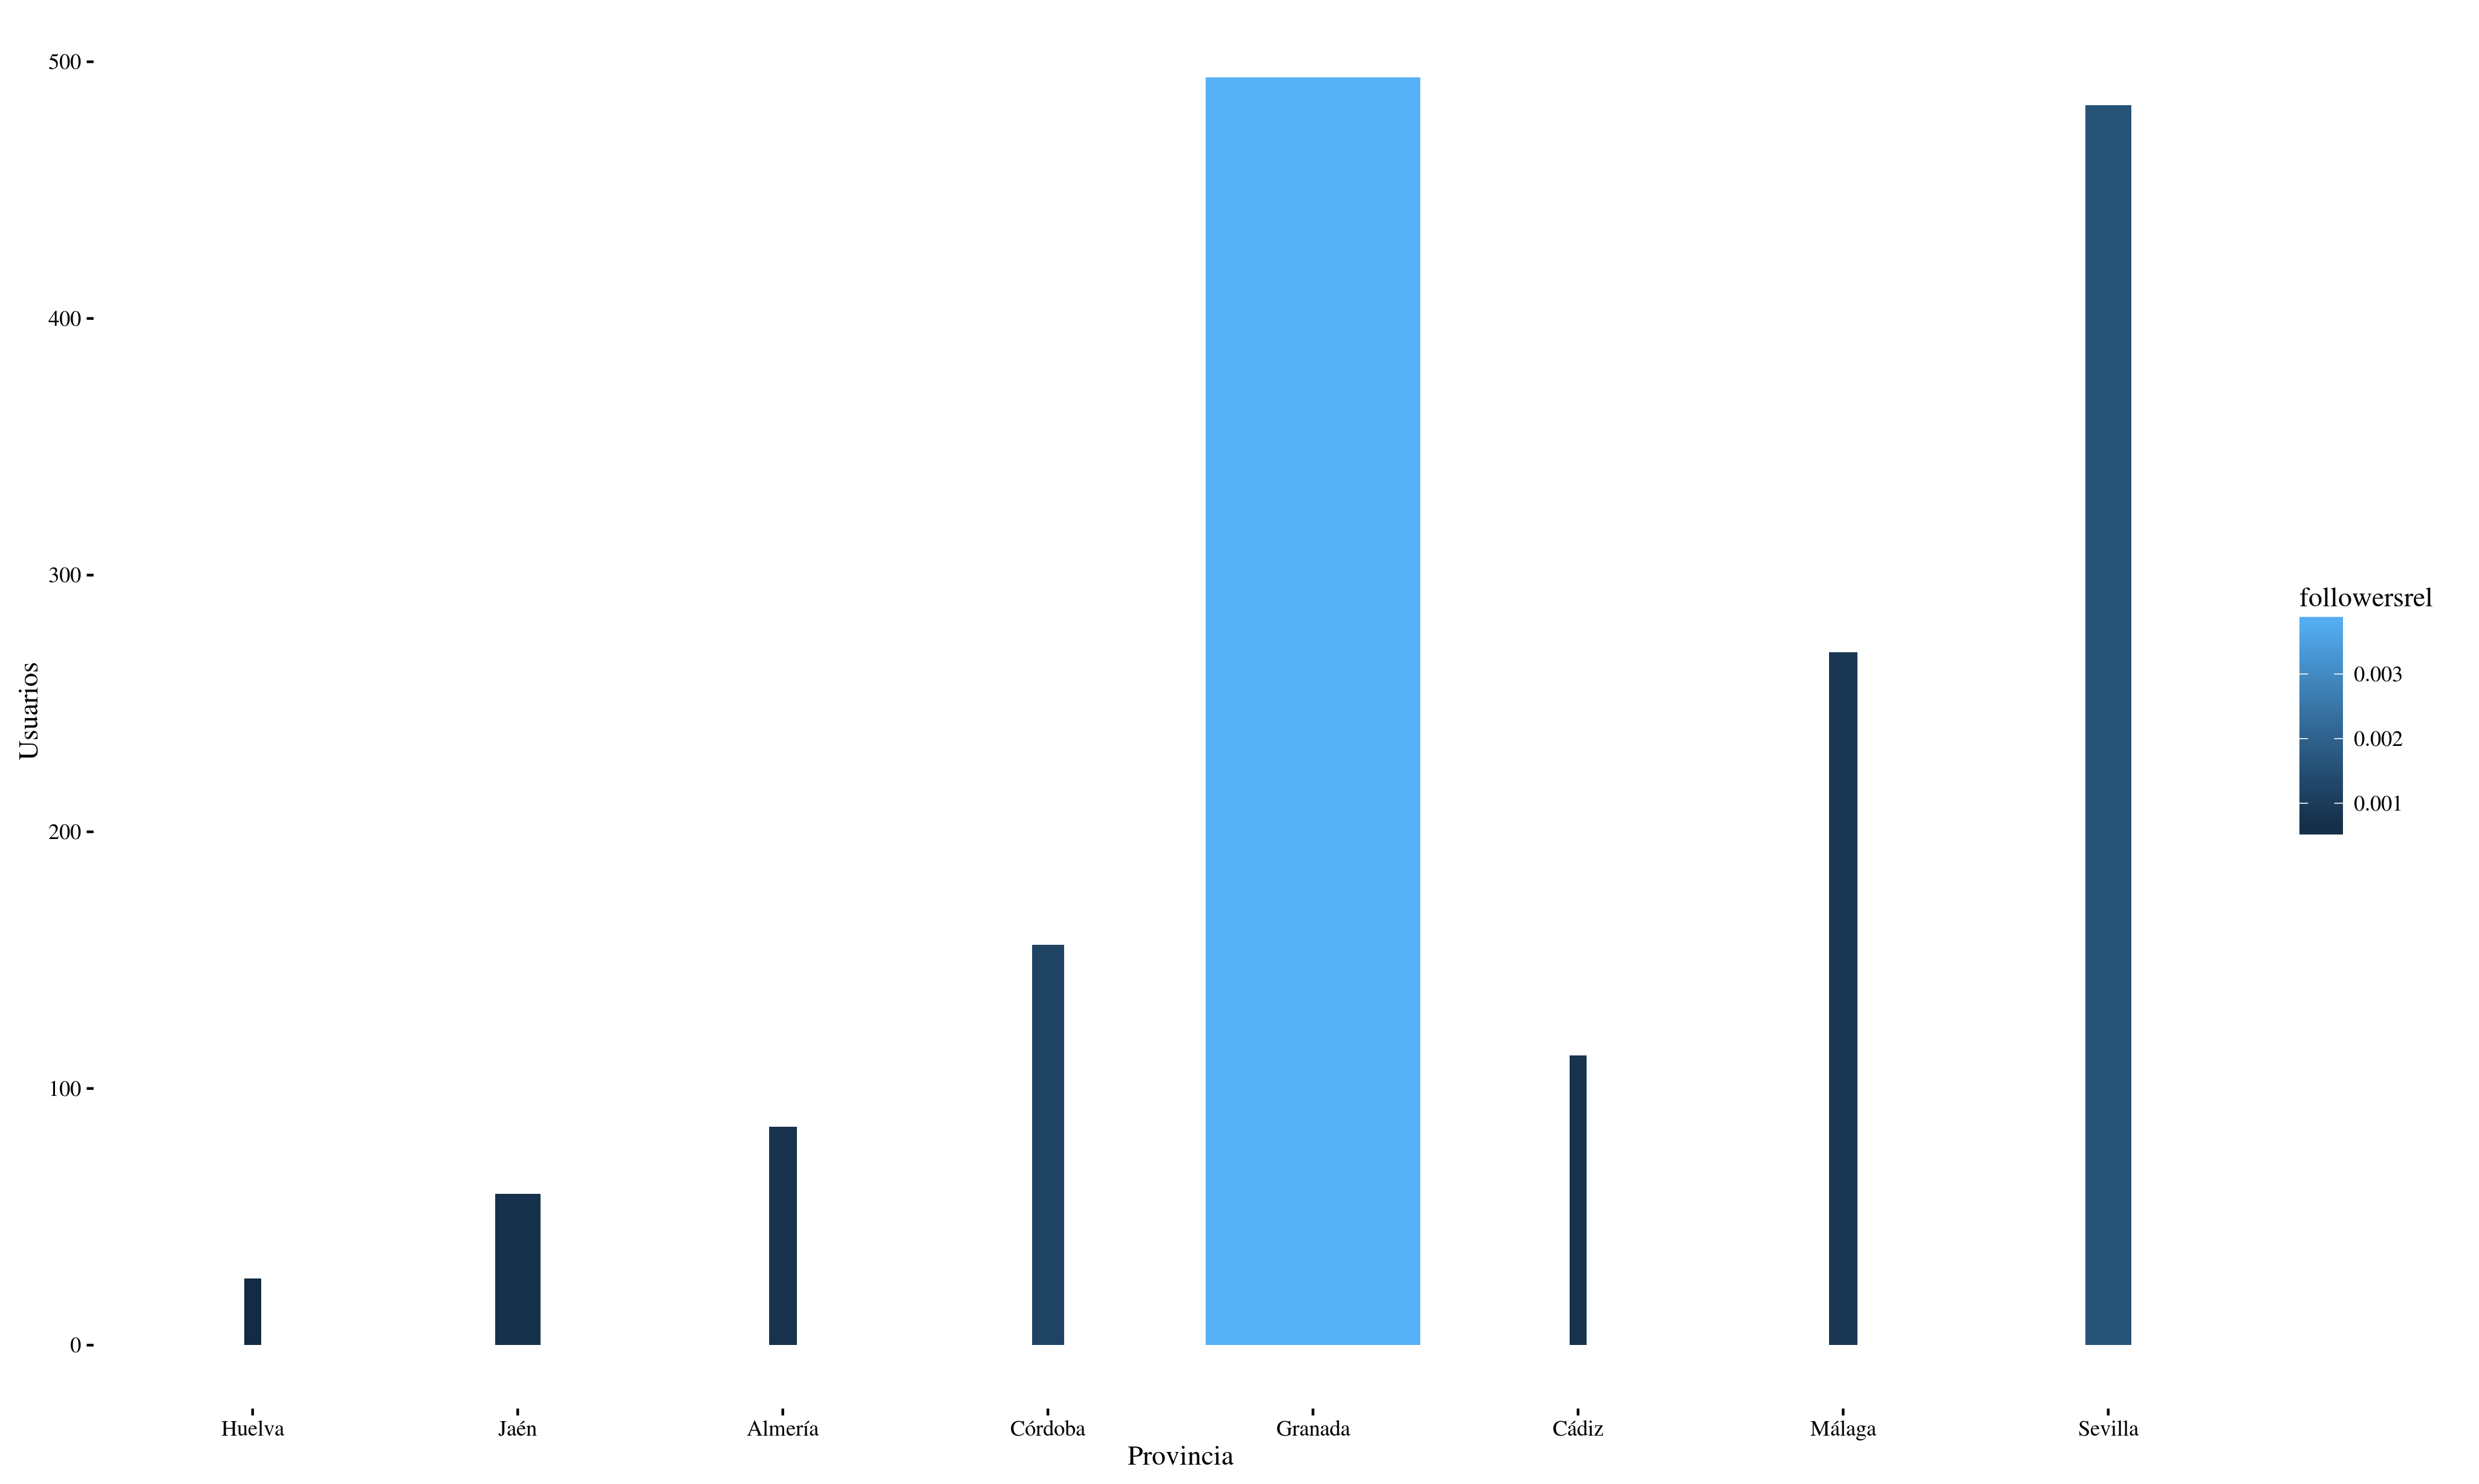 Usuarios
500
400
300
200
100
0
Huelva Jaén Almería Córdoba Granada Cádiz Málaga Sevilla
Provincia
followersrel
0.003
0.002
0.001